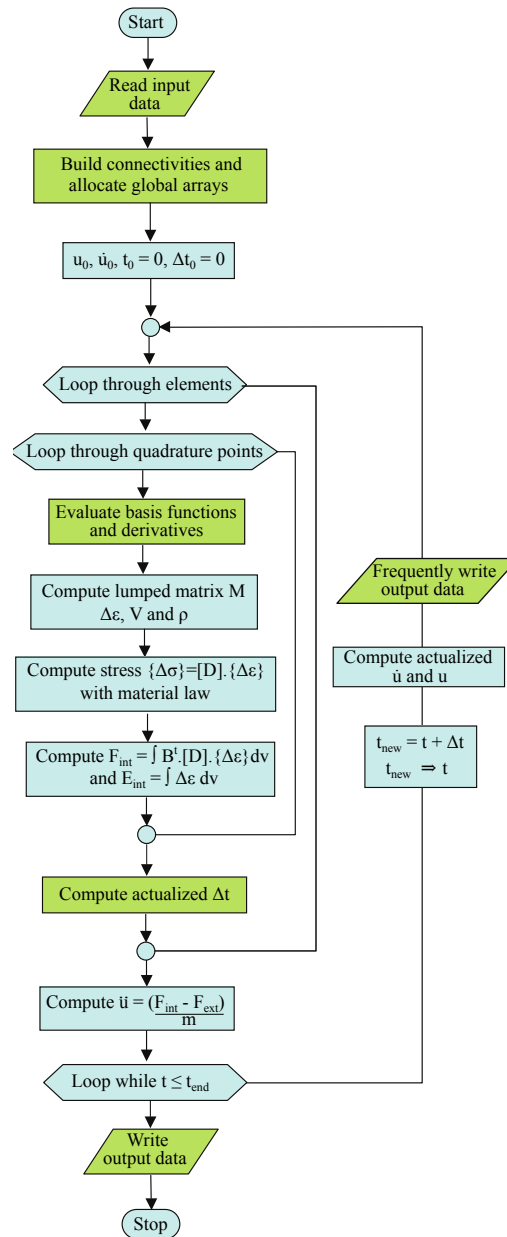 Start
Read input
data
Build connectivities and
allocate global arrays
u₀, u̇₀, t₀ = 0, Δt₀ = 0
Loop through elements
Loop through quadrature points
Evaluate basis functions
and derivatives
Compute lumped matrix M
Δε, V and ρ
Compute stress {Δσ}=[D].{Δε}
with material law
Compute F_int = ∫ Bᵗ.[D].{Δε}dv
and E_int = ∫ Δε dv
Compute actualized Δt
Compute ü = (F_int - F_ext)
m
Loop while t ≤ t_end
Write
output data
Stop
Frequently write
output data
Compute actualized
u̇ and u
t_new = t + Δt
t_new ⇒ t